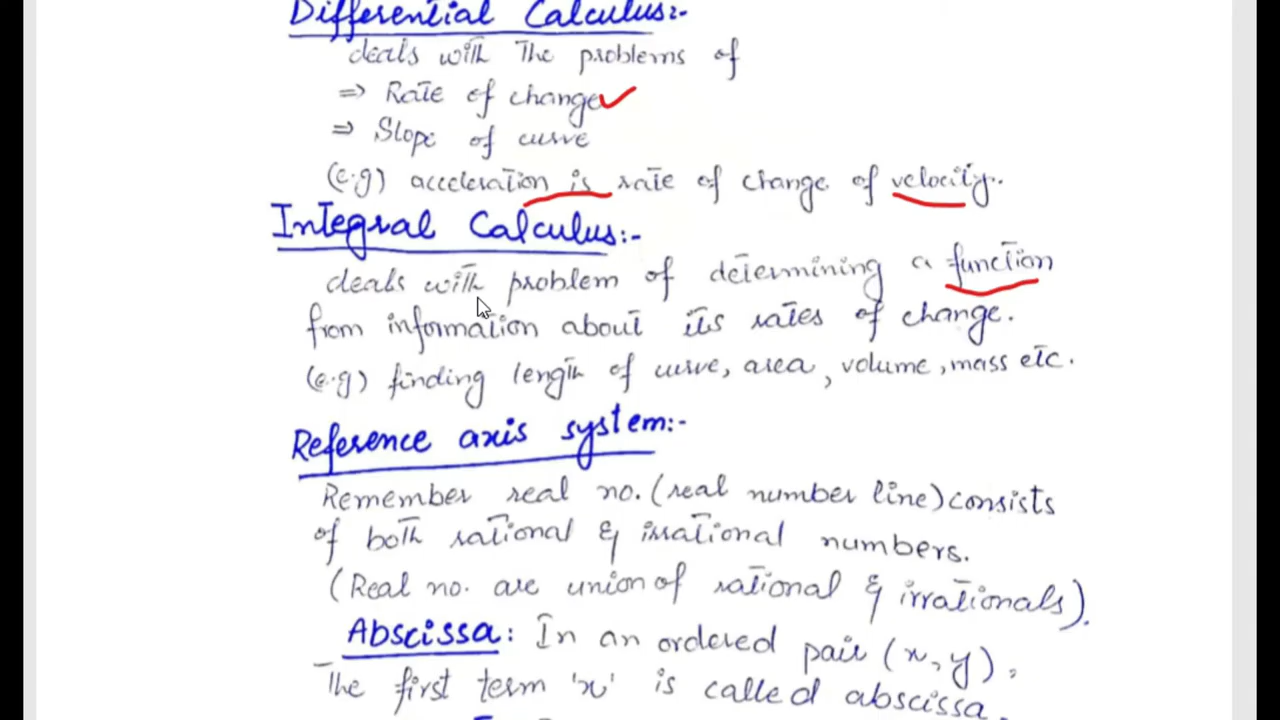 Differential Calculus:-
deals with The problems of
⇒ Rate of change
⇒ Slope of curve
(e.g) acceleration is rate of change of velocity.
Integral Calculus:-
deals with problem of determining a function
from information about its rates of change.
(e.g) finding length of curve, area, volume, mass etc.
Reference axis system:-
Remember real no. (real number line) consists
of both rational & irrational numbers.
(Real no. are union of rational & irrationals).
Abscissa: In an ordered pair (x, y),
The first term 'x' is called abscissa.